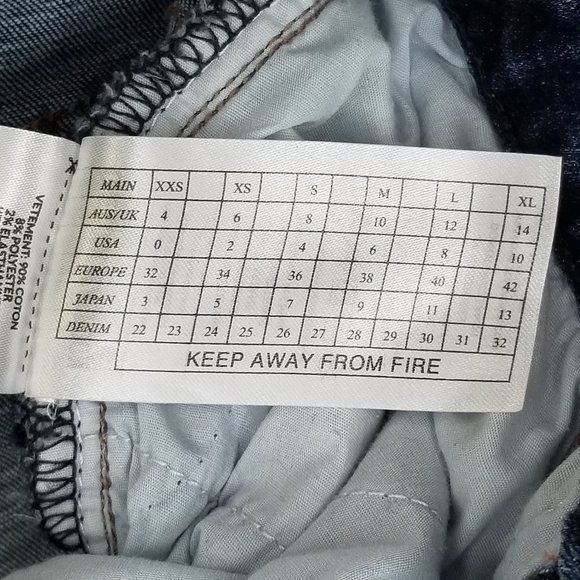 VETEMENT: 90% COTON
8% POLYESTER
2% ELASTHAN
MAIN XXS XS S M L XL
AUS/UK 4 6 8 10 12 14
USA 0 2 4 6 8 10
EUROPE 32 34 36 38 40 42
JAPAN 3 5 7 9 11 13
DENIM 22 23 24 25 26 27 28 29 30 31 32
KEEP AWAY FROM FIRE